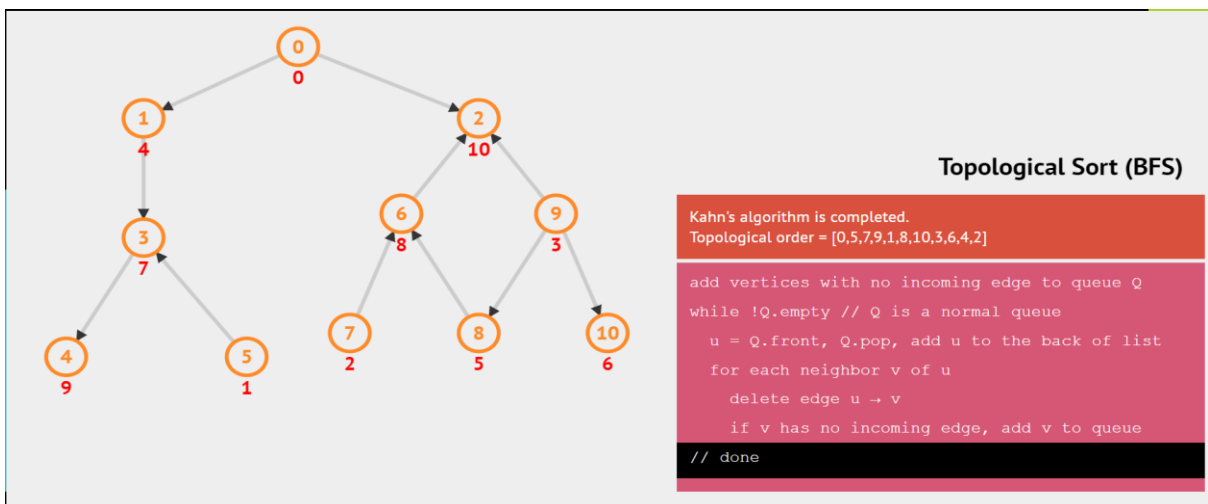 0
0
1
4
2
10
3
7
6
8
9
3
4
9
5
1
7
2
8
5
10
6
Topological Sort (BFS)
Kahn's algorithm is completed.
Topological order = [0,5,7,9,1,8,10,3,6,4,2]
add vertices with no incoming edge to queue Q
while !Q.empty // Q is a normal queue
u = Q.front, Q.pop, add u to the back of list
for each neighbor v of u
delete edge u → v
if v has no incoming edge, add v to queue
// done